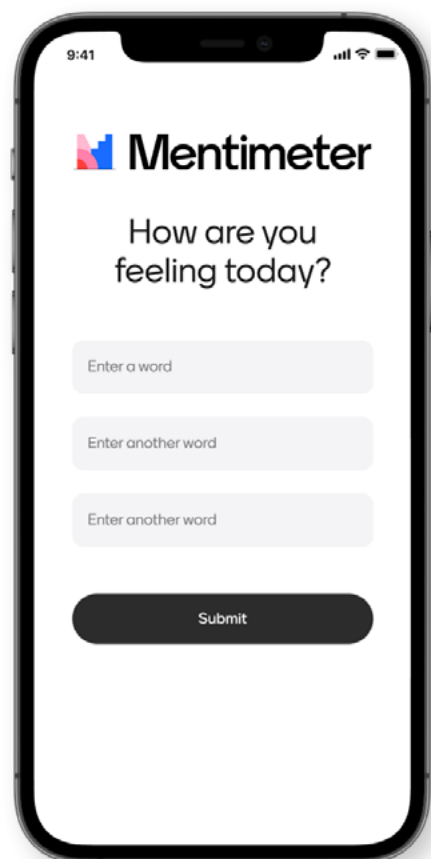 9:41
Mentimeter
How are you
feeling today?
Enter a word
Enter another word
Enter another word
Submit